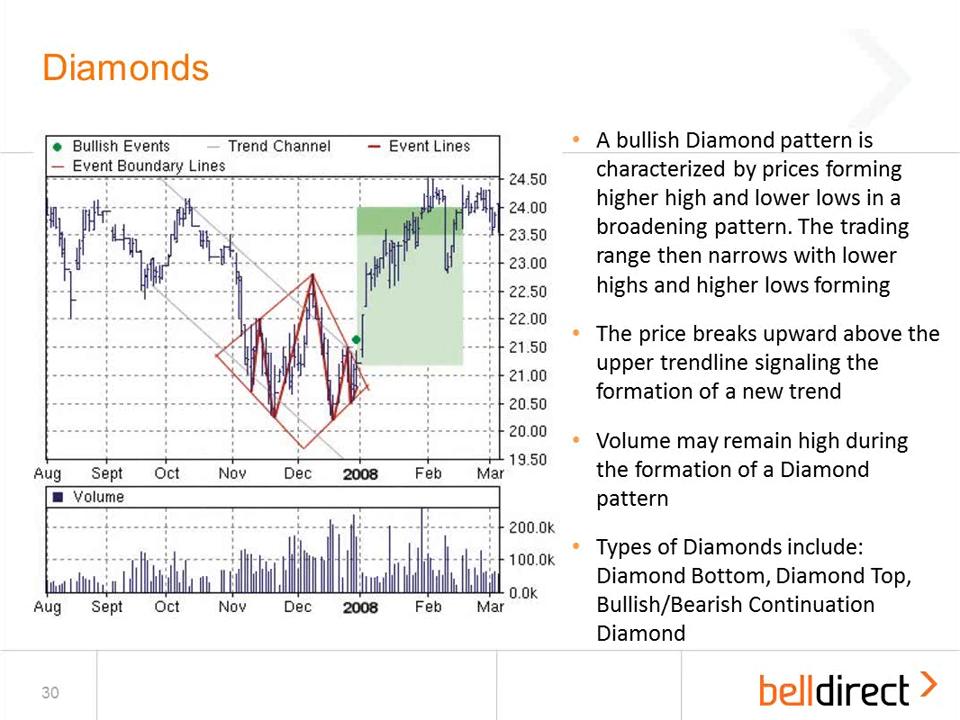 Diamonds
Bullish Events
Trend Channel
Event Lines
Event Boundary Lines
24.50
24.00
23.50
23.00
22.50
22.00
21.50
21.00
20.50
20.00
19.50
Aug Sept Oct Nov Dec 2008 Feb Mar
Volume
200.0k
100.0k
0.0k
Aug Sept Oct Nov Dec 2008 Feb Mar
• A bullish Diamond pattern is
characterized by prices forming
higher high and lower lows in a
broadening pattern. The trading
range then narrows with lower
highs and higher lows forming
• The price breaks upward above the
upper trendline signaling the
formation of a new trend
• Volume may remain high during
the formation of a Diamond
pattern
• Types of Diamonds include:
Diamond Bottom, Diamond Top,
Bullish/Bearish Continuation
Diamond
30
belldirect